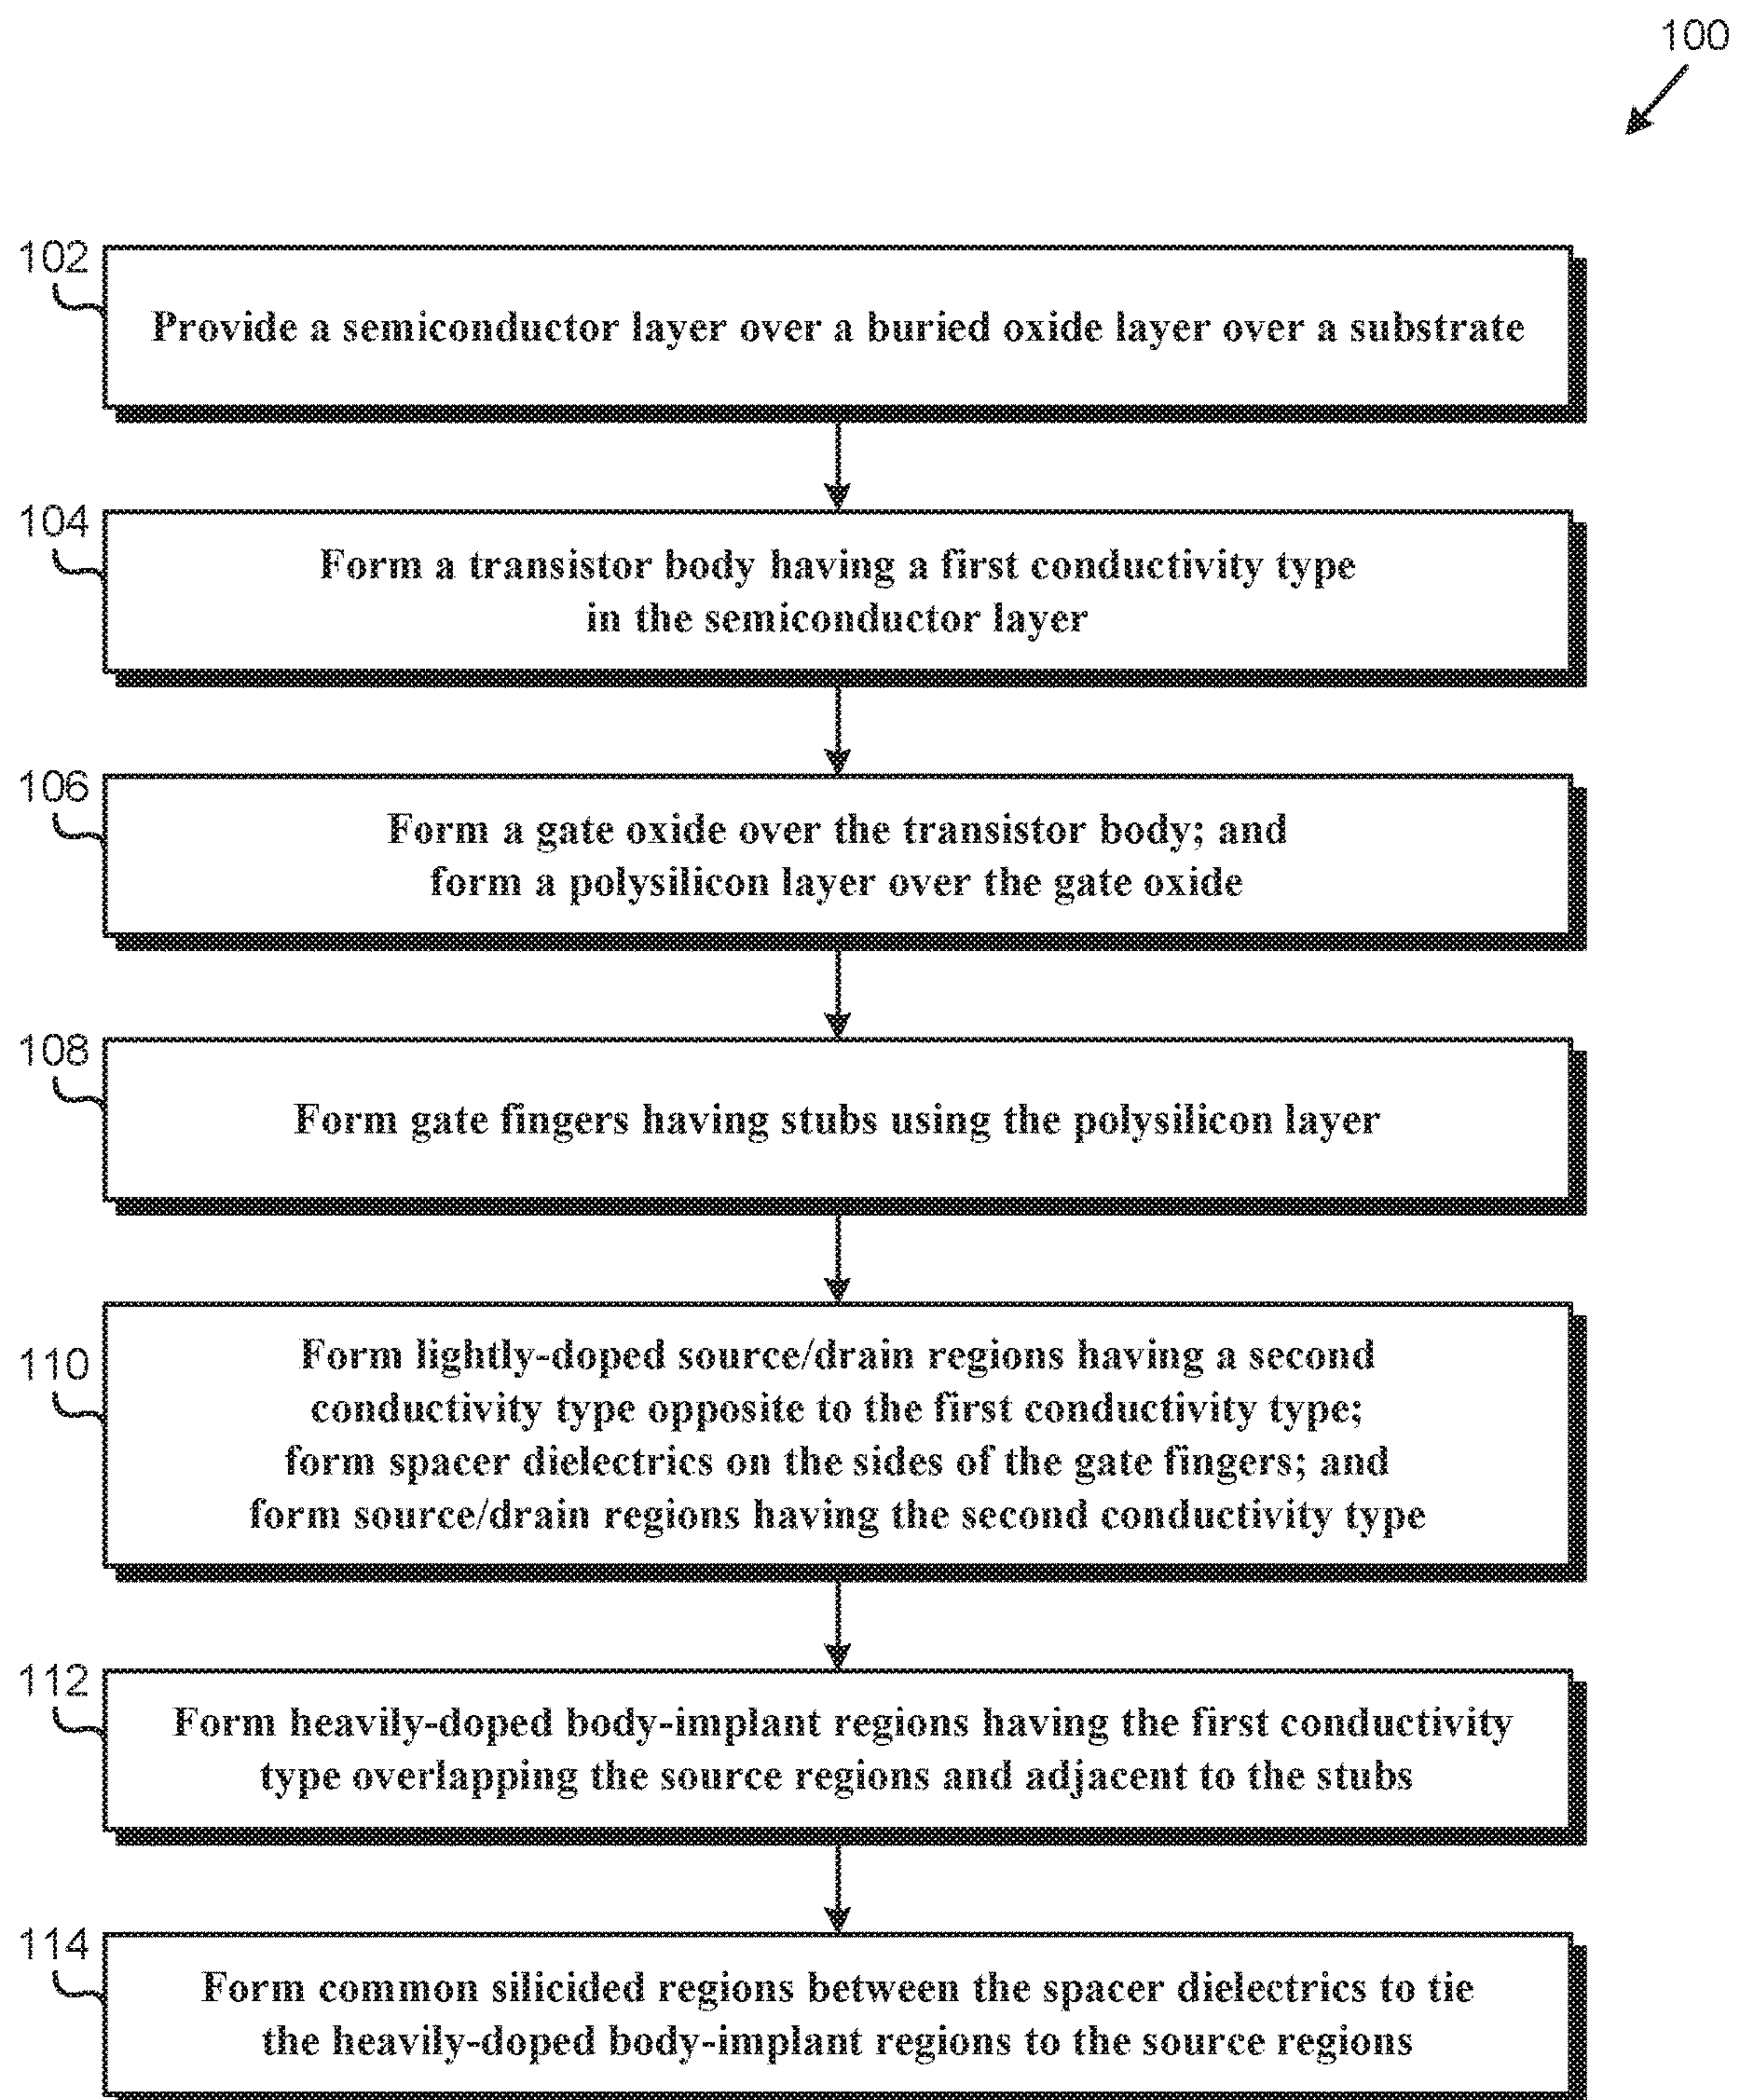 100
102
Provide a semiconductor layer over a buried oxide layer over a substrate
104
Form a transistor body having a first conductivity type
in the semiconductor layer
106
Form a gate oxide over the transistor body; and
form a polysilicon layer over the gate oxide
108
Form gate fingers having stubs using the polysilicon layer
110
Form lightly-doped source/drain regions having a second
conductivity type opposite to the first conductivity type;
form spacer dielectrics on the sides of the gate fingers; and
form source/drain regions having the second conductivity type
112
Form heavily-doped body-implant regions having the first conductivity
type overlapping the source regions and adjacent to the stubs
114
Form common silicided regions between the spacer dielectrics to tie
the heavily-doped body-implant regions to the source regions